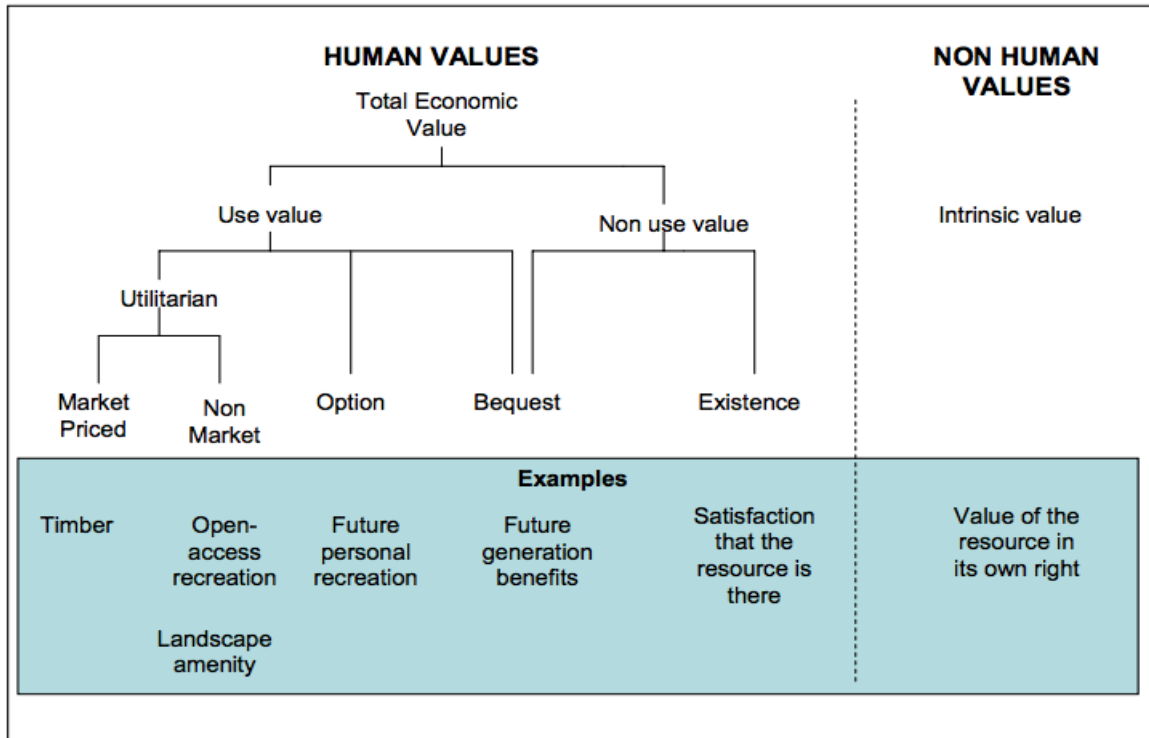 HUMAN VALUES
NON HUMAN
VALUES
Total Economic
Value
Use value
Non use value
Intrinsic value
Utilitarian
Market
Priced
Non
Market
Option
Bequest
Existence
Examples
Timber
Open-
access
recreation
Future
personal
recreation
Future
generation
benefits
Satisfaction
that the
resource is
there
Value of the
resource in
its own right
Landscape
amenity